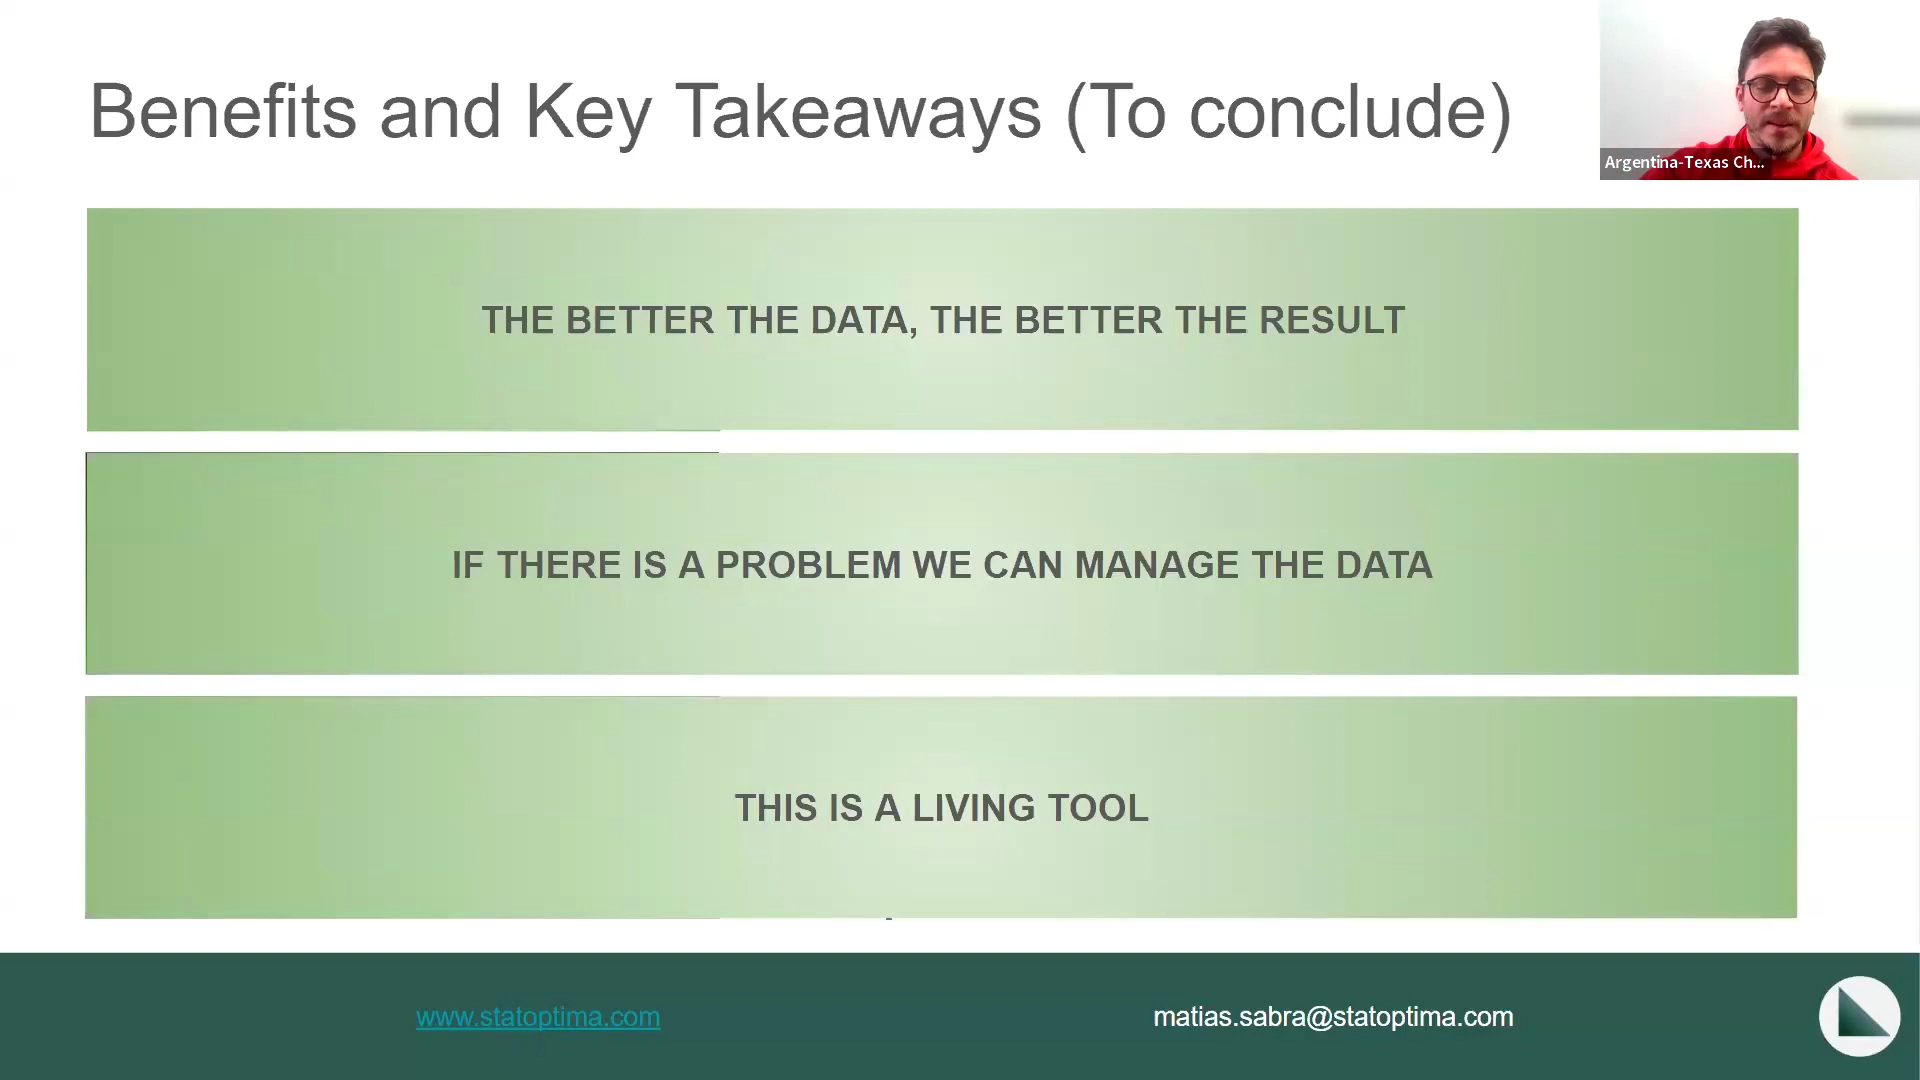 Benefits and Key Takeaways (To conclude)
Argentina-Texas Ch...
THE BETTER THE DATA, THE BETTER THE RESULT
IF THERE IS A PROBLEM WE CAN MANAGE THE DATA
THIS IS A LIVING TOOL
www.statoptima.com
matias.sabra@statoptima.com